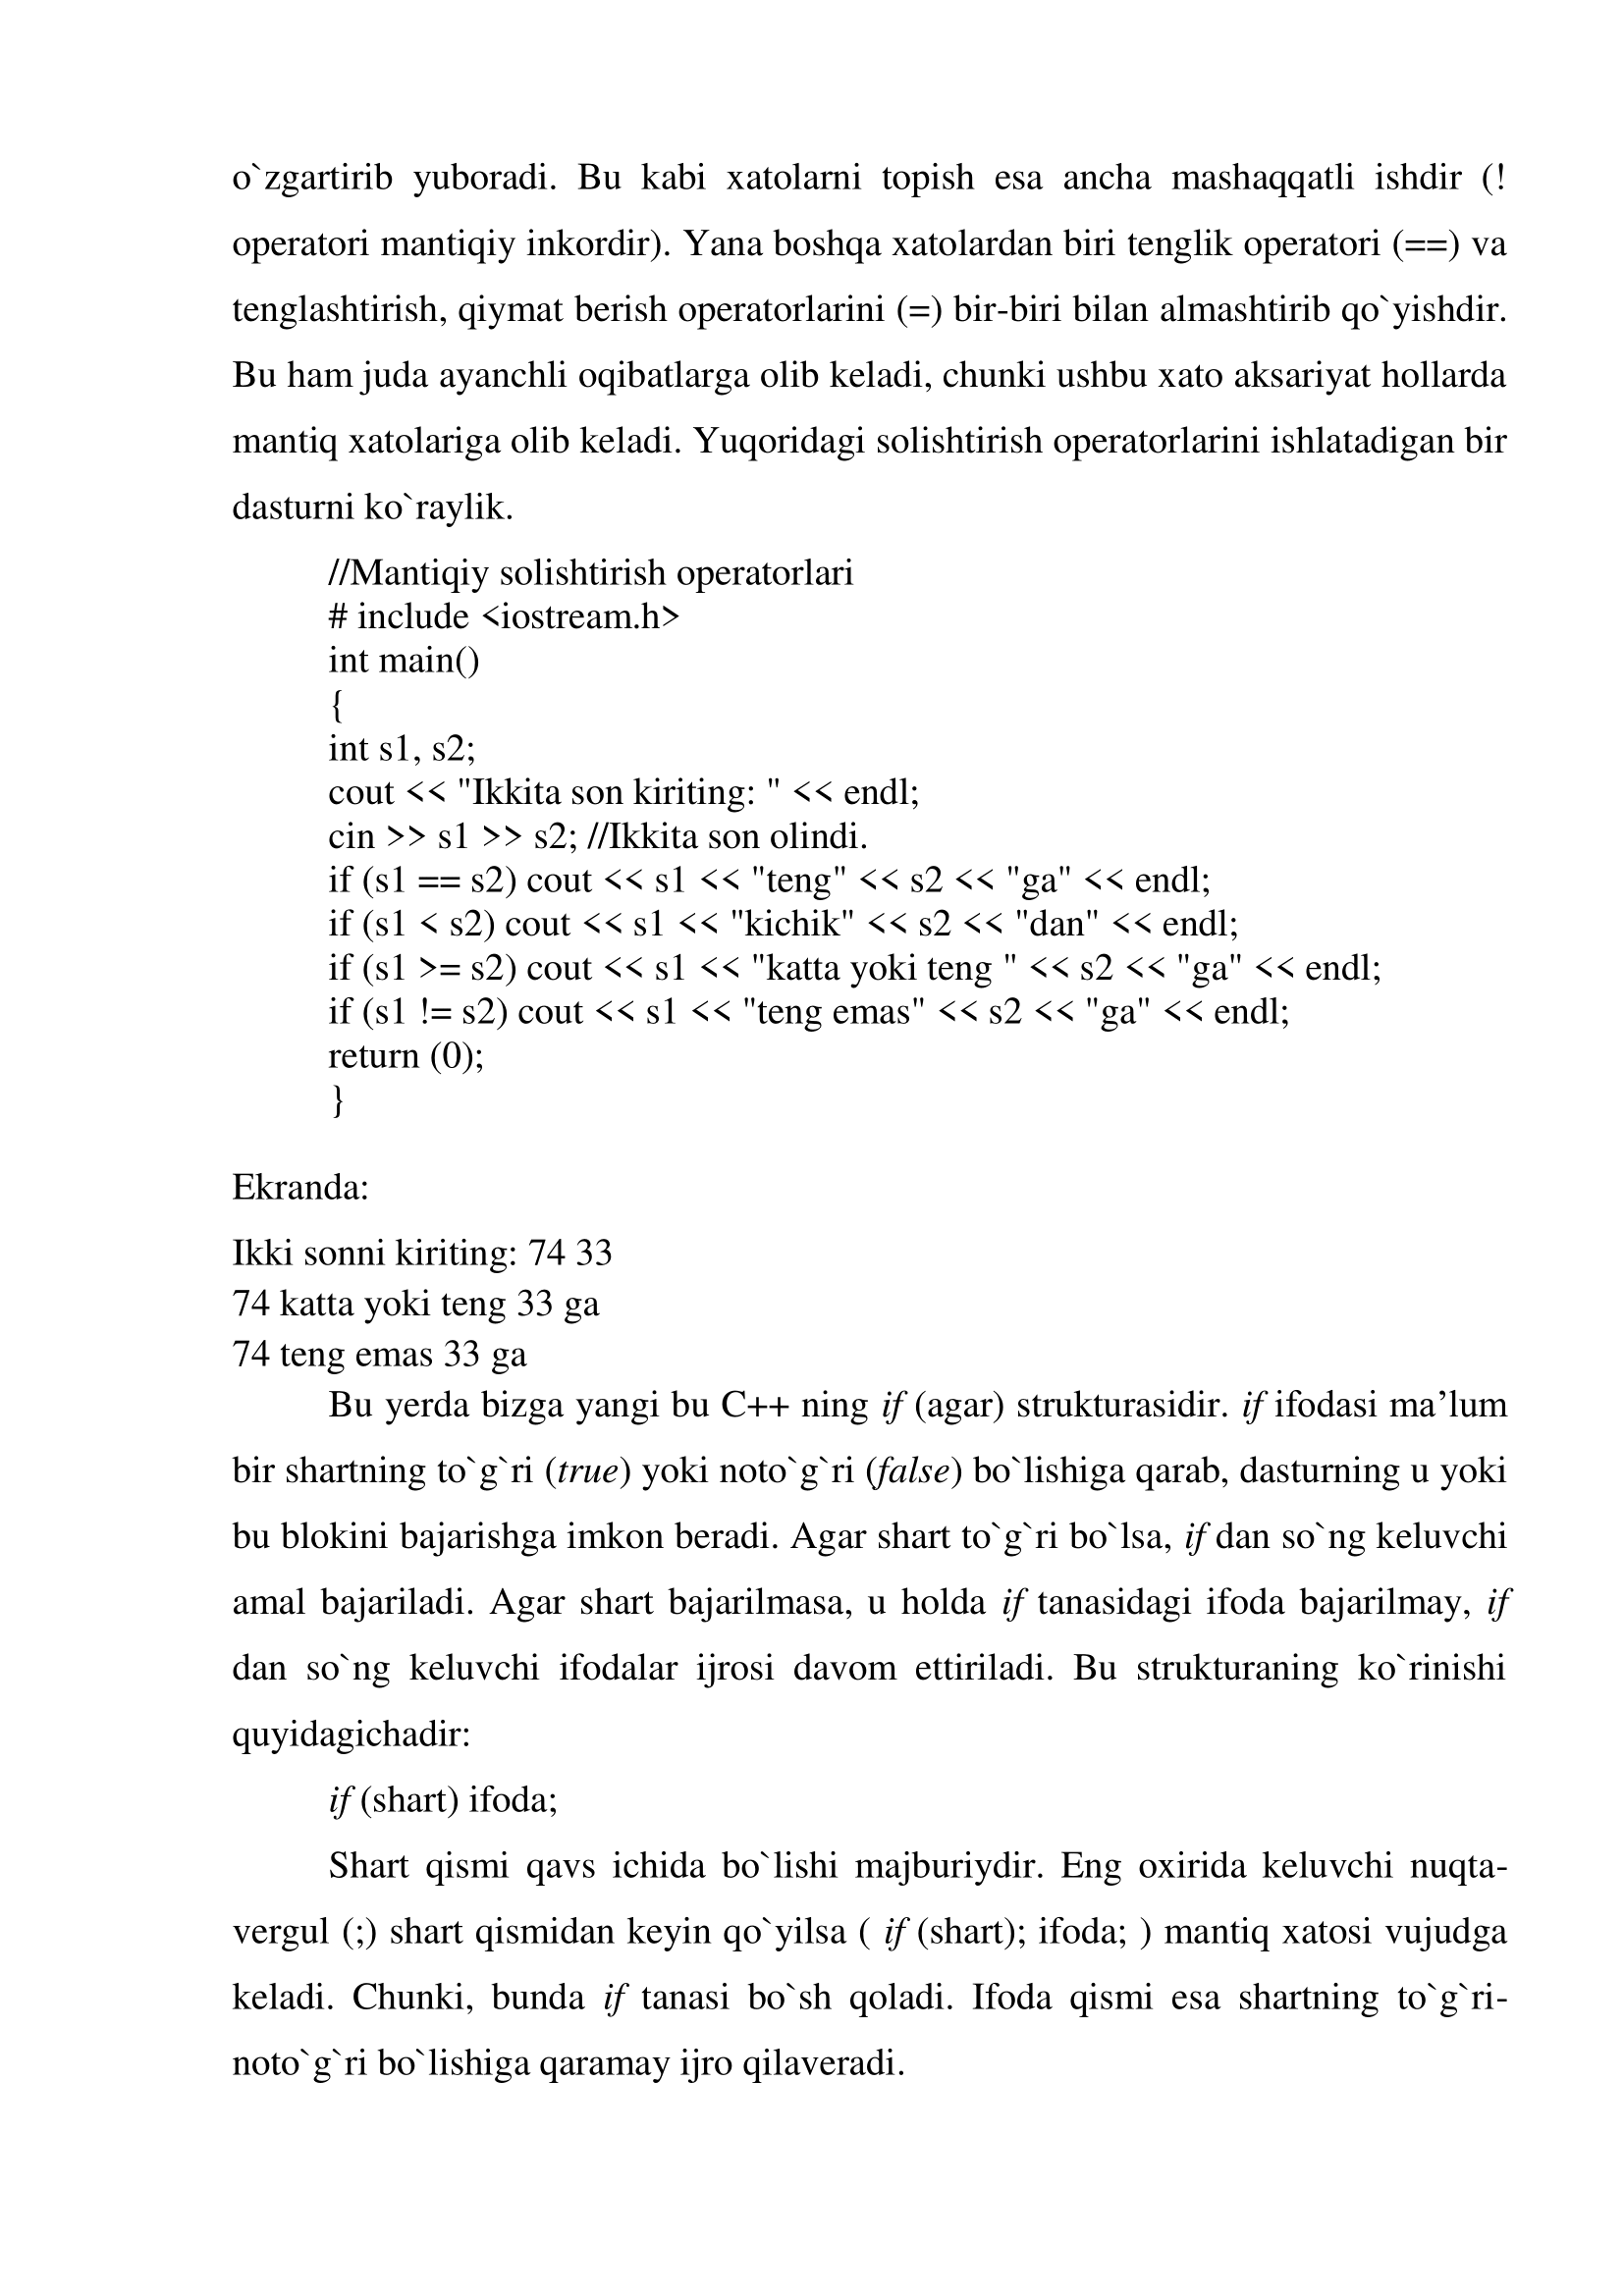 o`zgartirib yuboradi. Bu kabi xatolarni topish esa ancha mashaqqatli ishdir (!
operatori mantiqiy inkordir). Yana boshqa xatolardan biri tenglik operatori (==) va
tenglashtirish, qiymat berish operatorlarini (=) bir-biri bilan almashtirib qo`yishdir.
Bu ham juda ayanchli oqibatlarga olib keladi, chunki ushbu xato aksariyat hollarda
mantiq xatolariga olib keladi. Yuqoridagi solishtirish operatorlarini ishlatadigan bir
dasturni ko`raylik.
//Mantiqiy solishtirish operatorlari
# include <iostream.h>
int main()
{
int s1, s2;
cout << "Ikkita son kiriting: " << endl;
cin >> s1 >> s2; //Ikkita son olindi.
if (s1 == s2) cout << s1 << "teng" << s2 << "ga" << endl;
if (s1 < s2) cout << s1 << "kichik" << s2 << "dan" << endl;
if (s1 >= s2) cout << s1 << "katta yoki teng " << s2 << "ga" << endl;
if (s1 != s2) cout << s1 << "teng emas" << s2 << "ga" << endl;
return (0);
}
Ekranda:
Ikki sonni kiriting: 74 33
74 katta yoki teng 33 ga
74 teng emas 33 ga
Bu yerda bizga yangi bu C++ ning if (agar) strukturasidir. if ifodasi ma’lum
bir shartning to`g`ri (true) yoki noto`g`ri (false) bo`lishiga qarab, dasturning u yoki
bu blokini bajarishga imkon beradi. Agar shart to`g`ri bo`lsa, if dan so`ng keluvchi
amal bajariladi. Agar shart bajarilmasa, u holda if tanasidagi ifoda bajarilmay, if
dan so`ng keluvchi ifodalar ijrosi davom ettiriladi. Bu strukturaning ko`rinishi
quyidagichadir:
if (shart) ifoda;
Shart qismi qavs ichida bo`lishi majburiydir. Eng oxirida keluvchi nuqta-
vergul (;) shart qismidan keyin qo`yilsa ( if (shart); ifoda; ) mantiq xatosi vujudga
keladi. Chunki, bunda if tanasi bo`sh qoladi. Ifoda qismi esa shartning to`g`ri-
noto`g`ri bo`lishiga qaramay ijro qilaveradi.